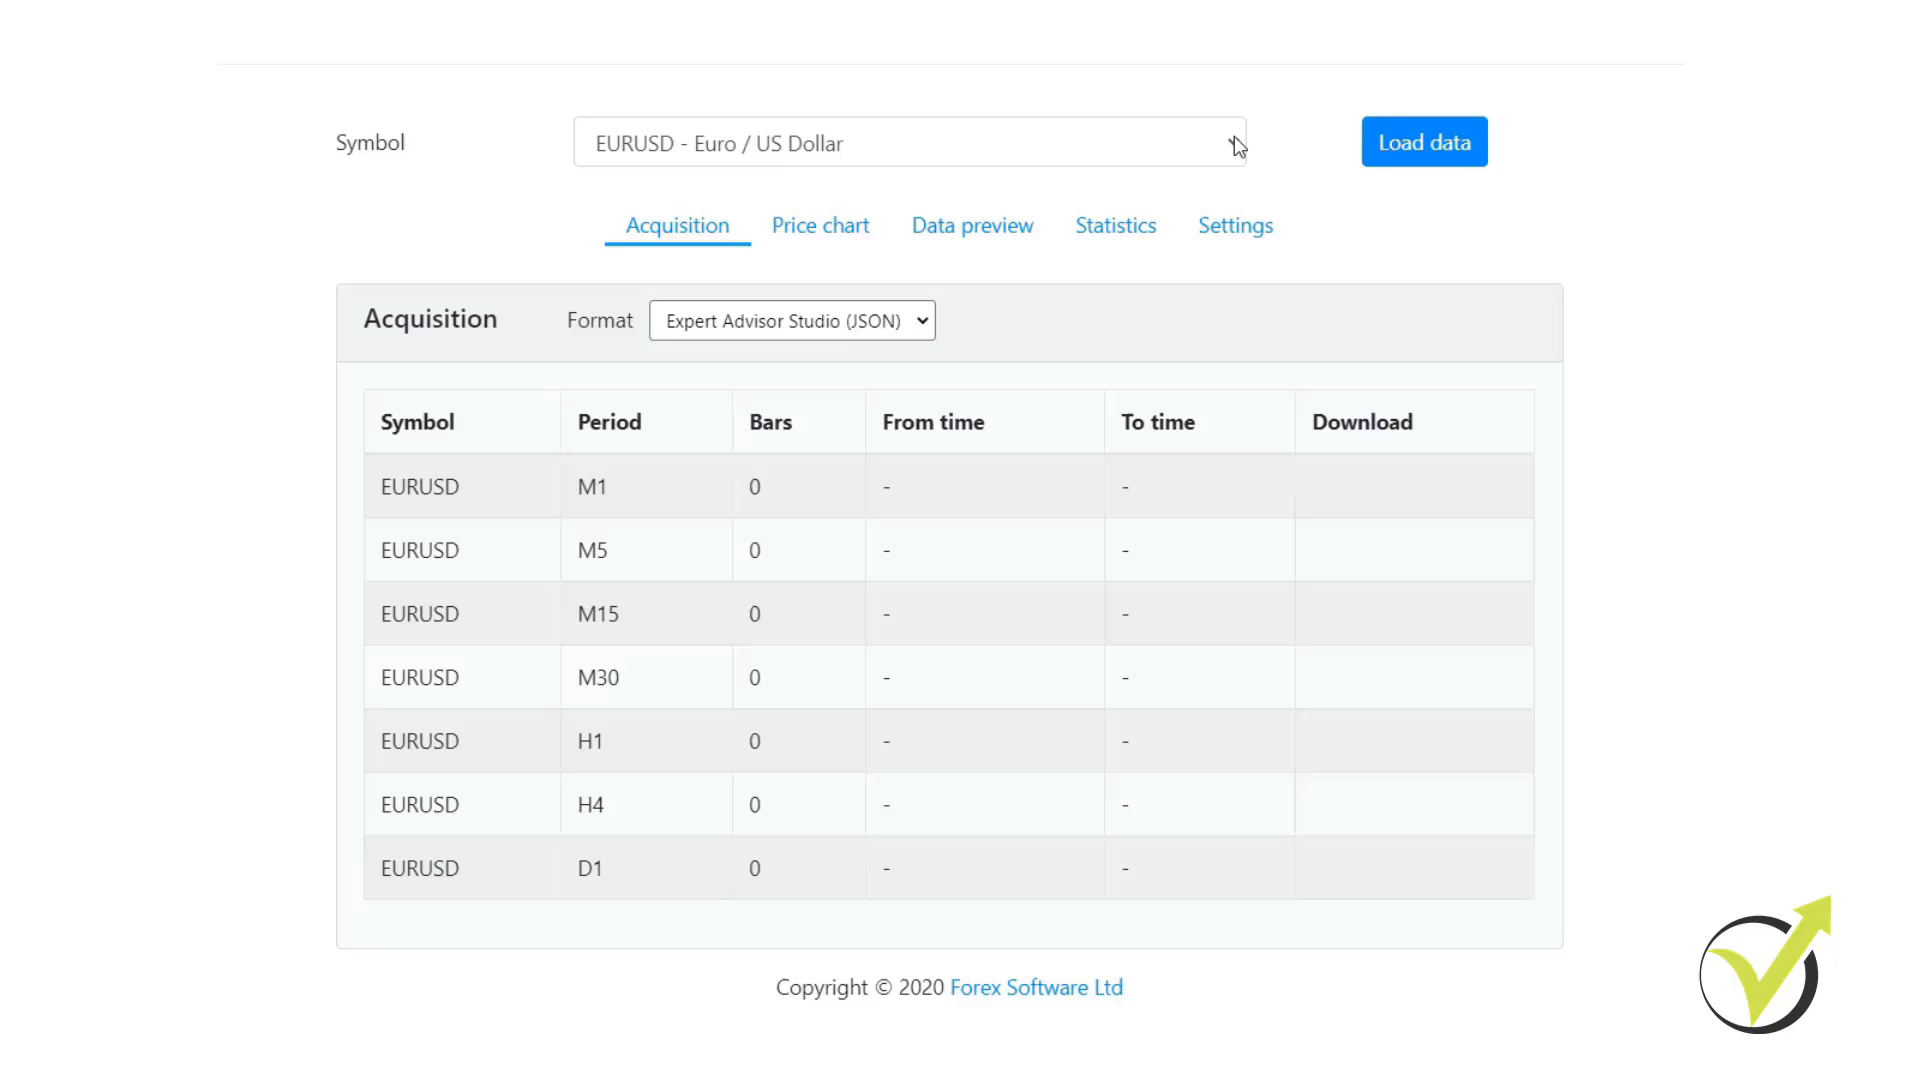 Symbol EURUSD - Euro / US Dollar Load data
Acquisition Price chart Data preview Statistics Settings
Acquisition Format Expert Advisor Studio (JSON)
Symbol Period Bars From time To time Download
EURUSD M1 0 - -
EURUSD M5 0 - -
EURUSD M15 0 - -
EURUSD M30 0 - -
EURUSD H1 0 - -
EURUSD H4 0 - -
EURUSD D1 0 - -
Copyright © 2020 Forex Software Ltd